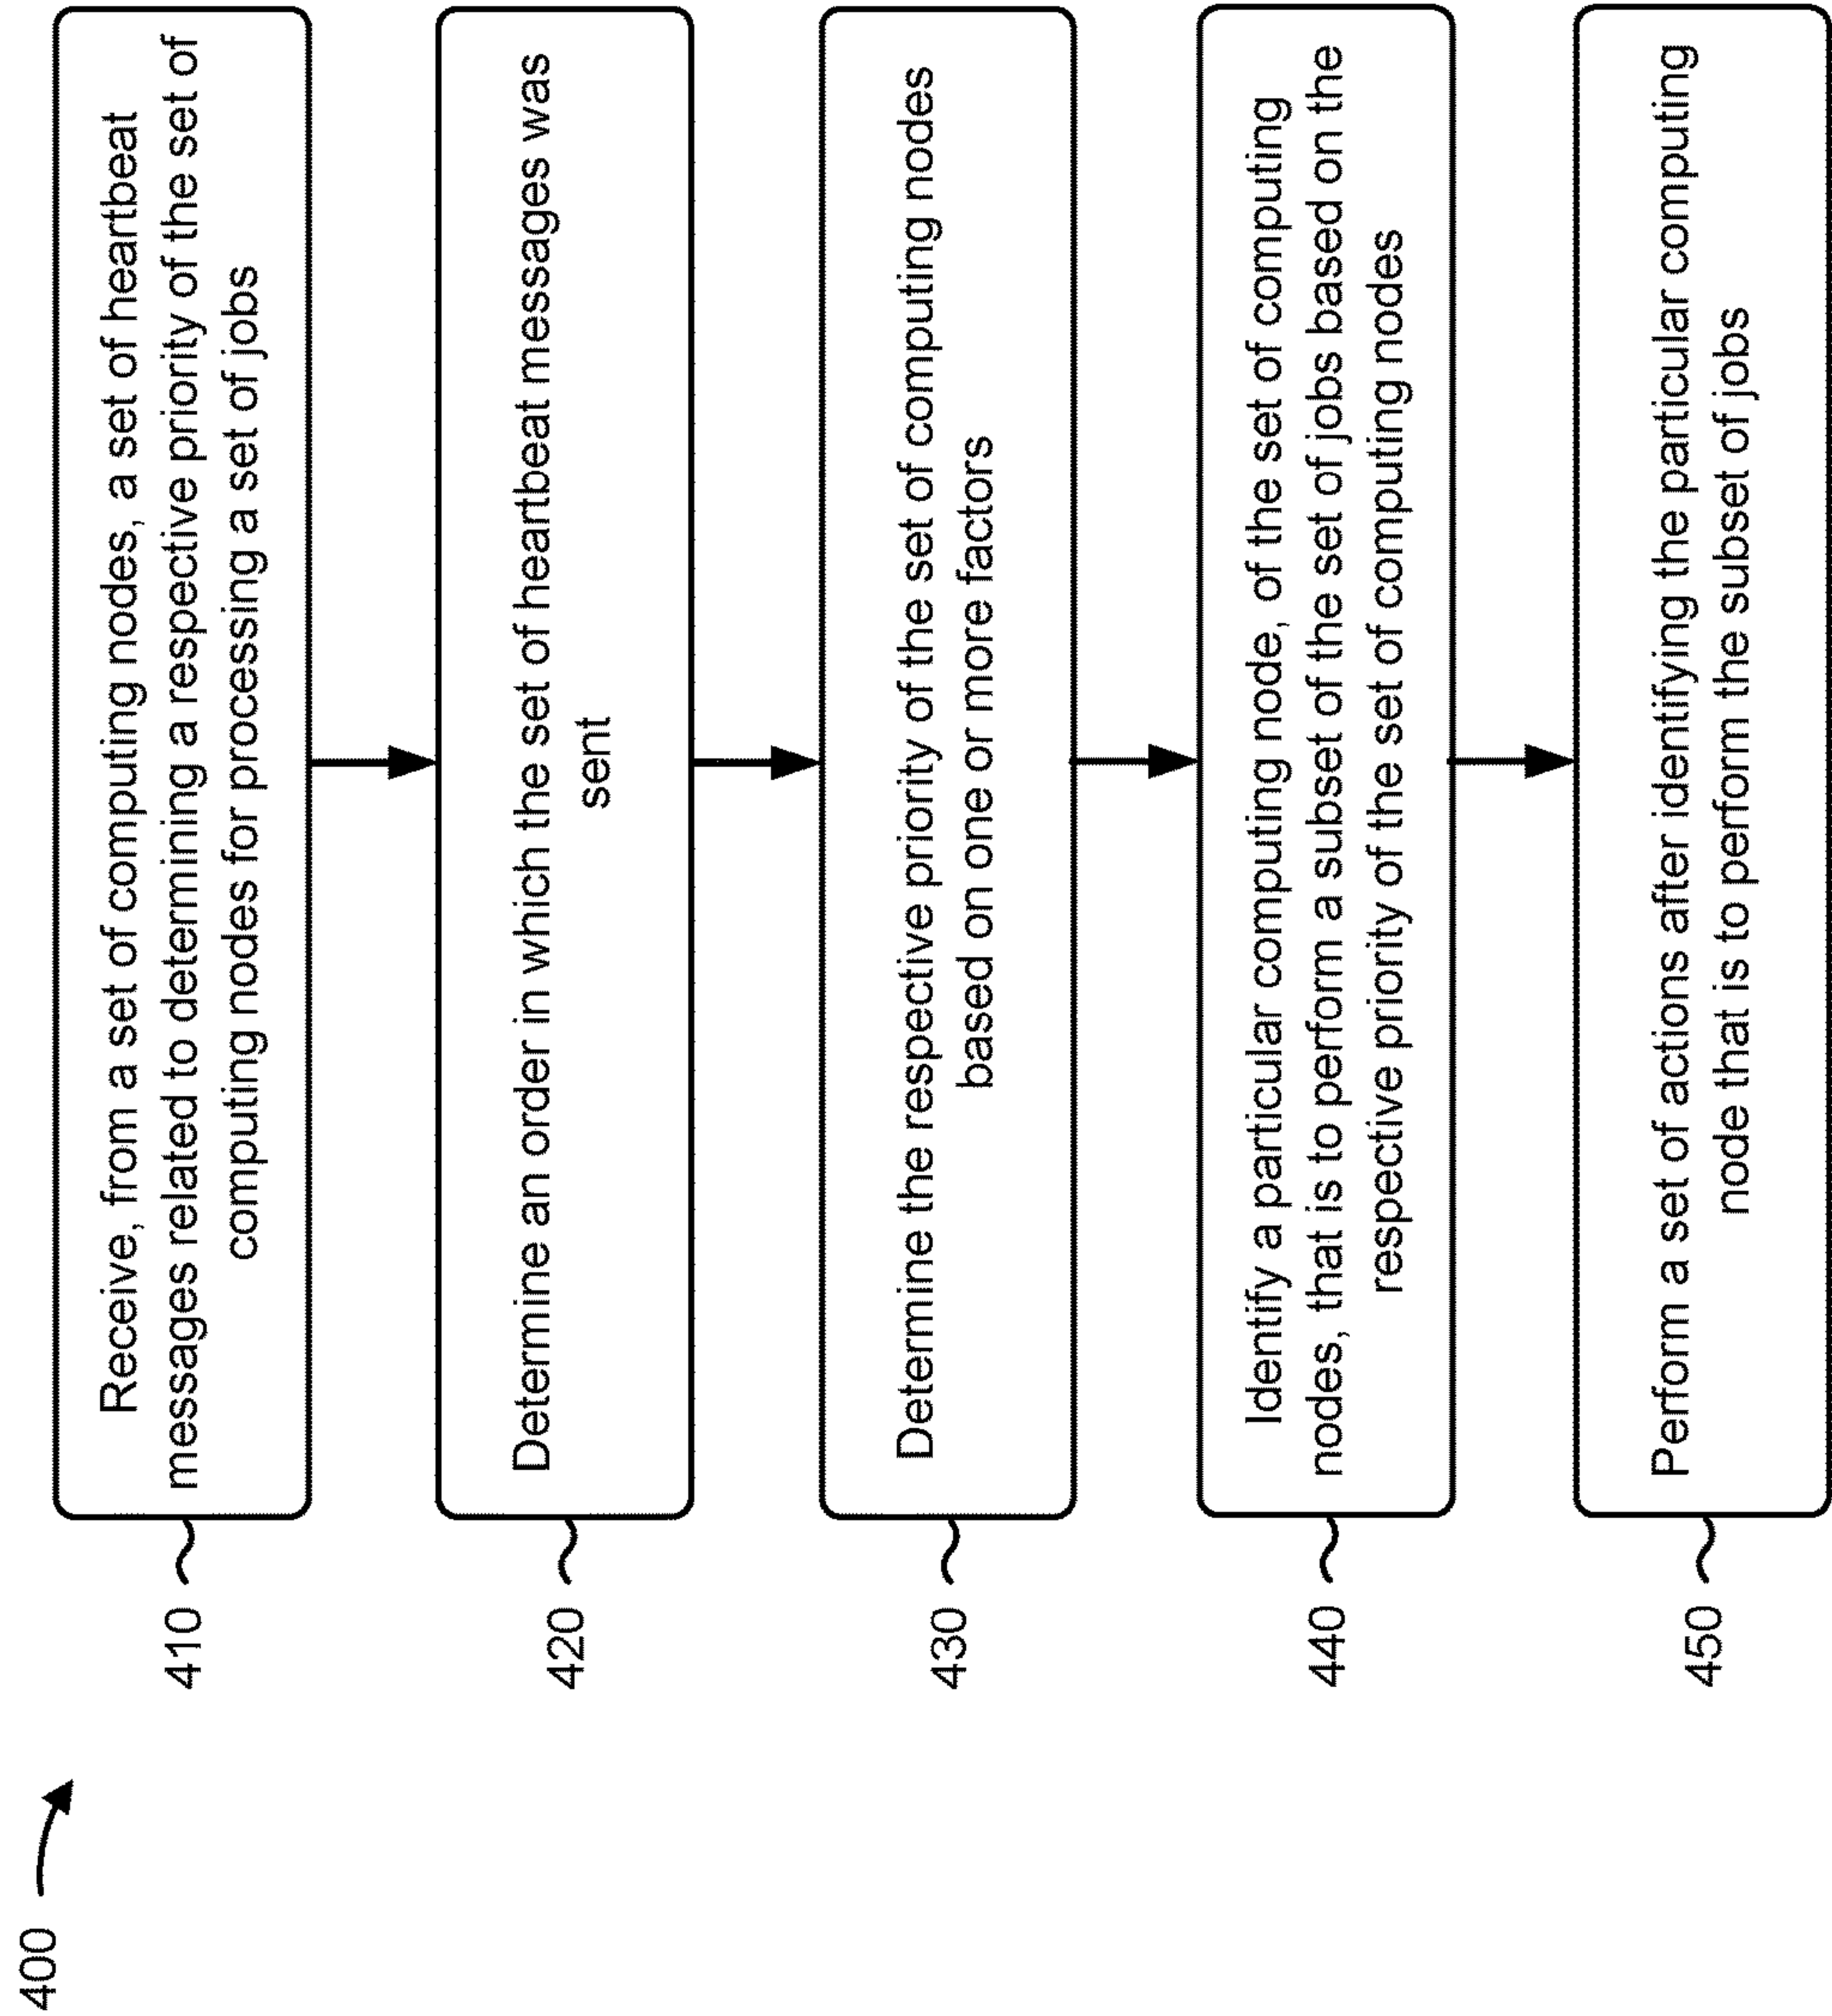 400
410
Receive, from a set of computing nodes, a set of heartbeat
messages related to determining a respective priority of the set of
computing nodes for processing a set of jobs
420
Determine an order in which the set of heartbeat messages was
sent
430
Determine the respective priority of the set of computing nodes
based on one or more factors
440
Identify a particular computing node, of the set of computing
nodes, that is to perform a subset of the set of jobs based on the
respective priority of the set of computing nodes
450
Perform a set of actions after identifying the particular computing
node that is to perform the subset of jobs